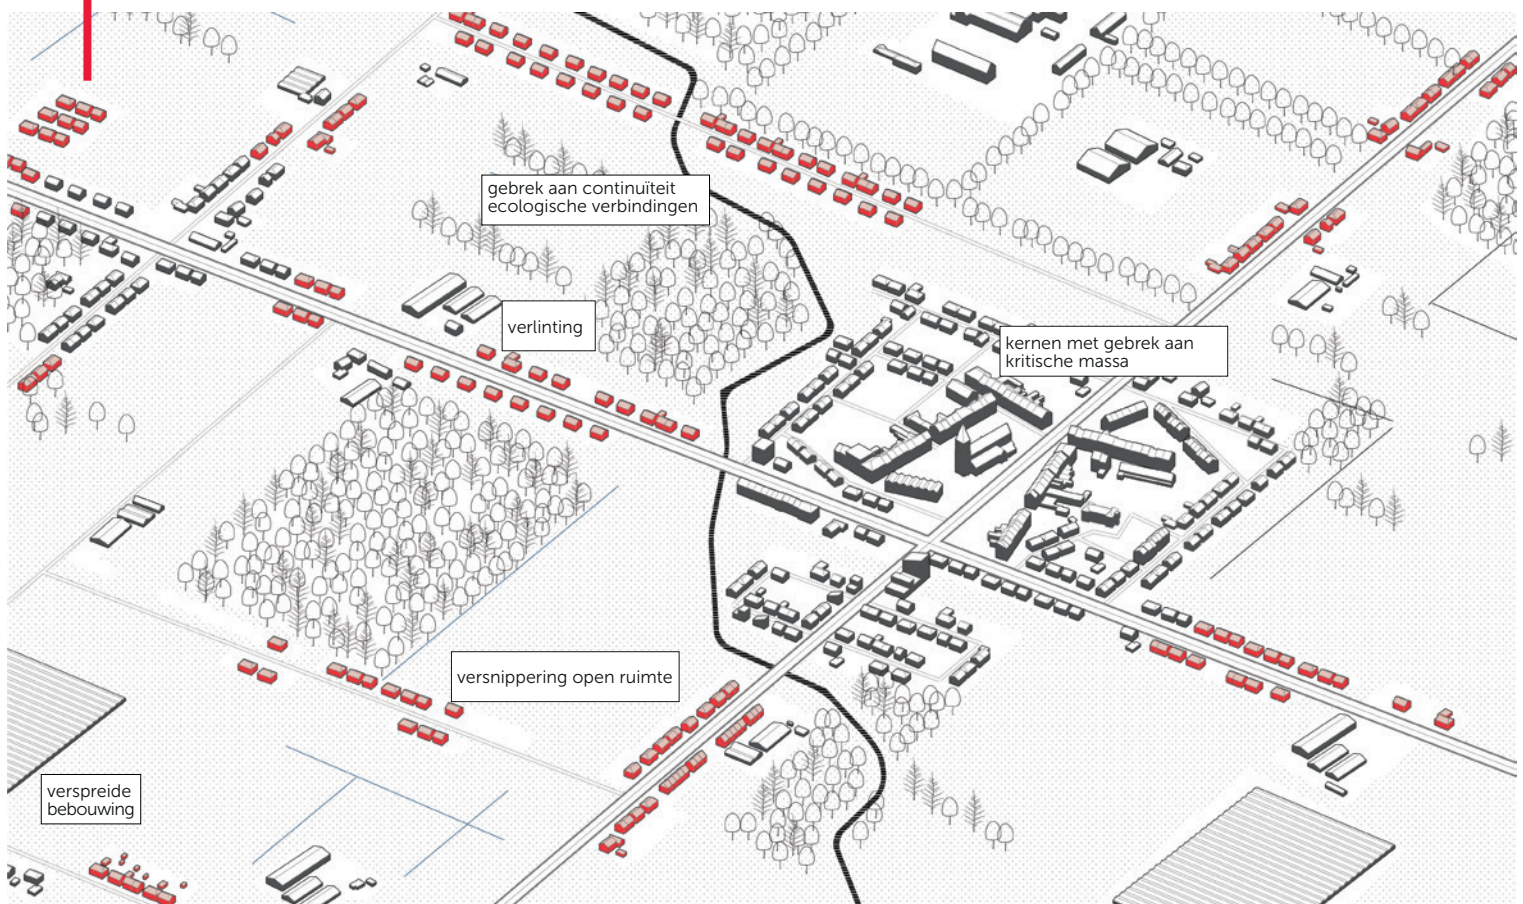 gebrek aan continuïteit
ecologische verbindingen
verlinting
kernen met gebrek aan
kritische massa
versnippering open ruimte
verspreide
bebouwing